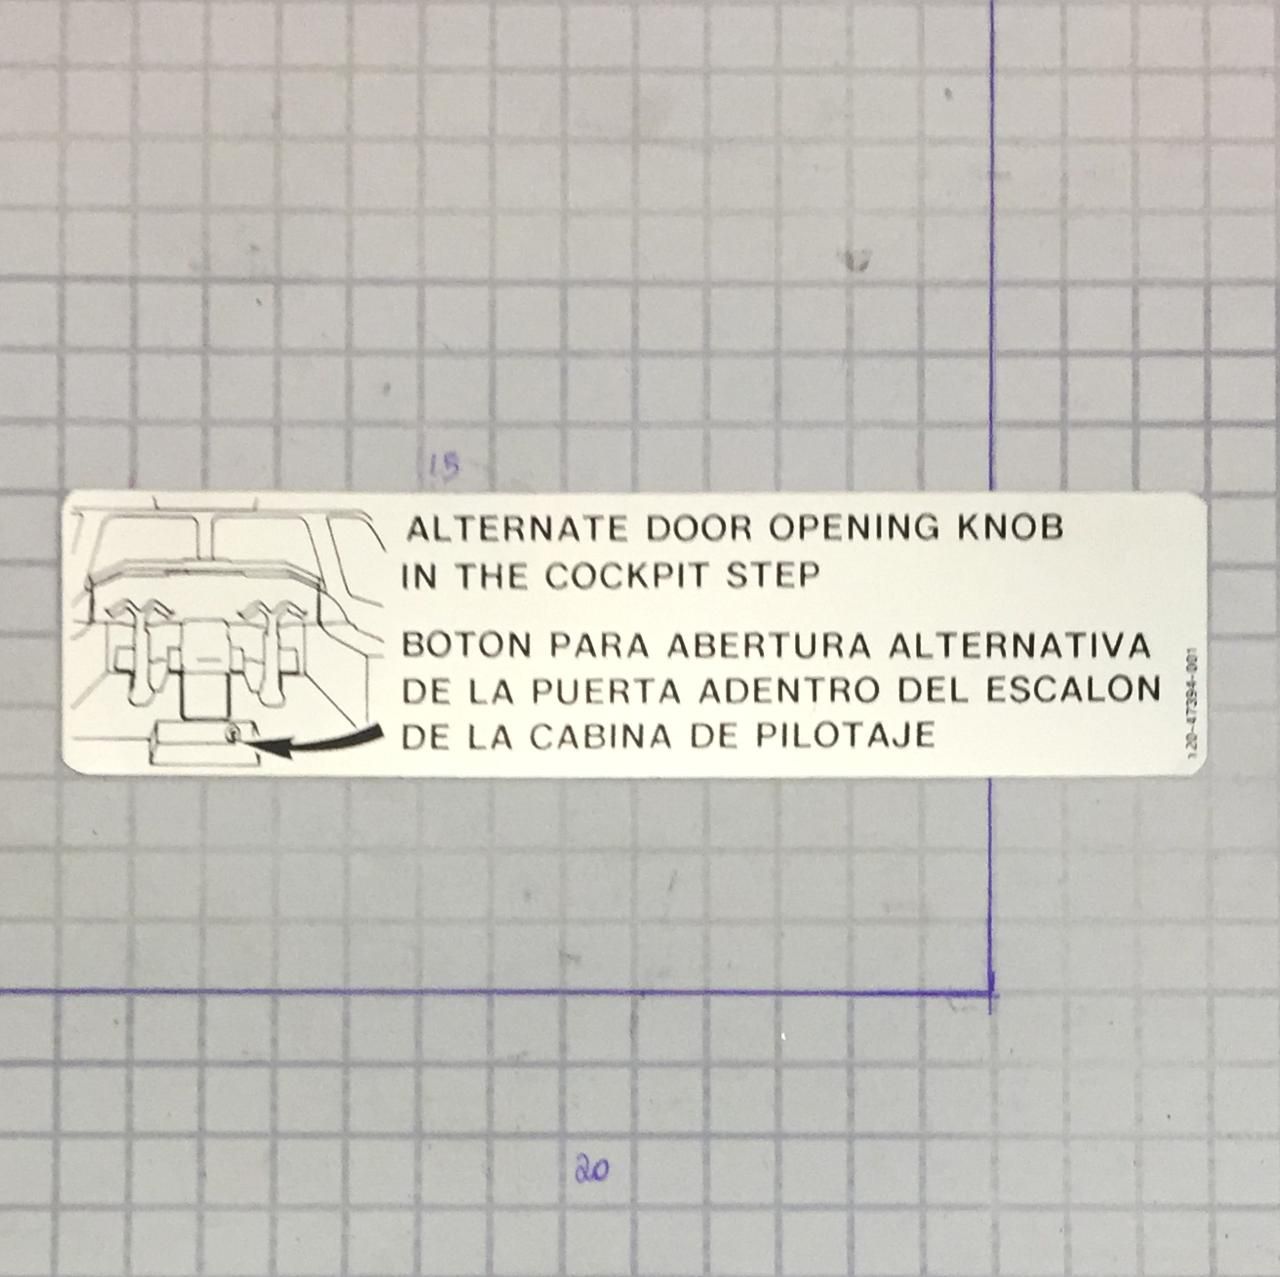 15
ALTERNATE DOOR OPENING KNOB
IN THE COCKPIT STEP
BOTON PARA ABERTURA ALTERNATIVA
DE LA PUERTA ADENTRO DEL ESCALON
DE LA CABINA DE PILOTAJE
120-47394-001
20